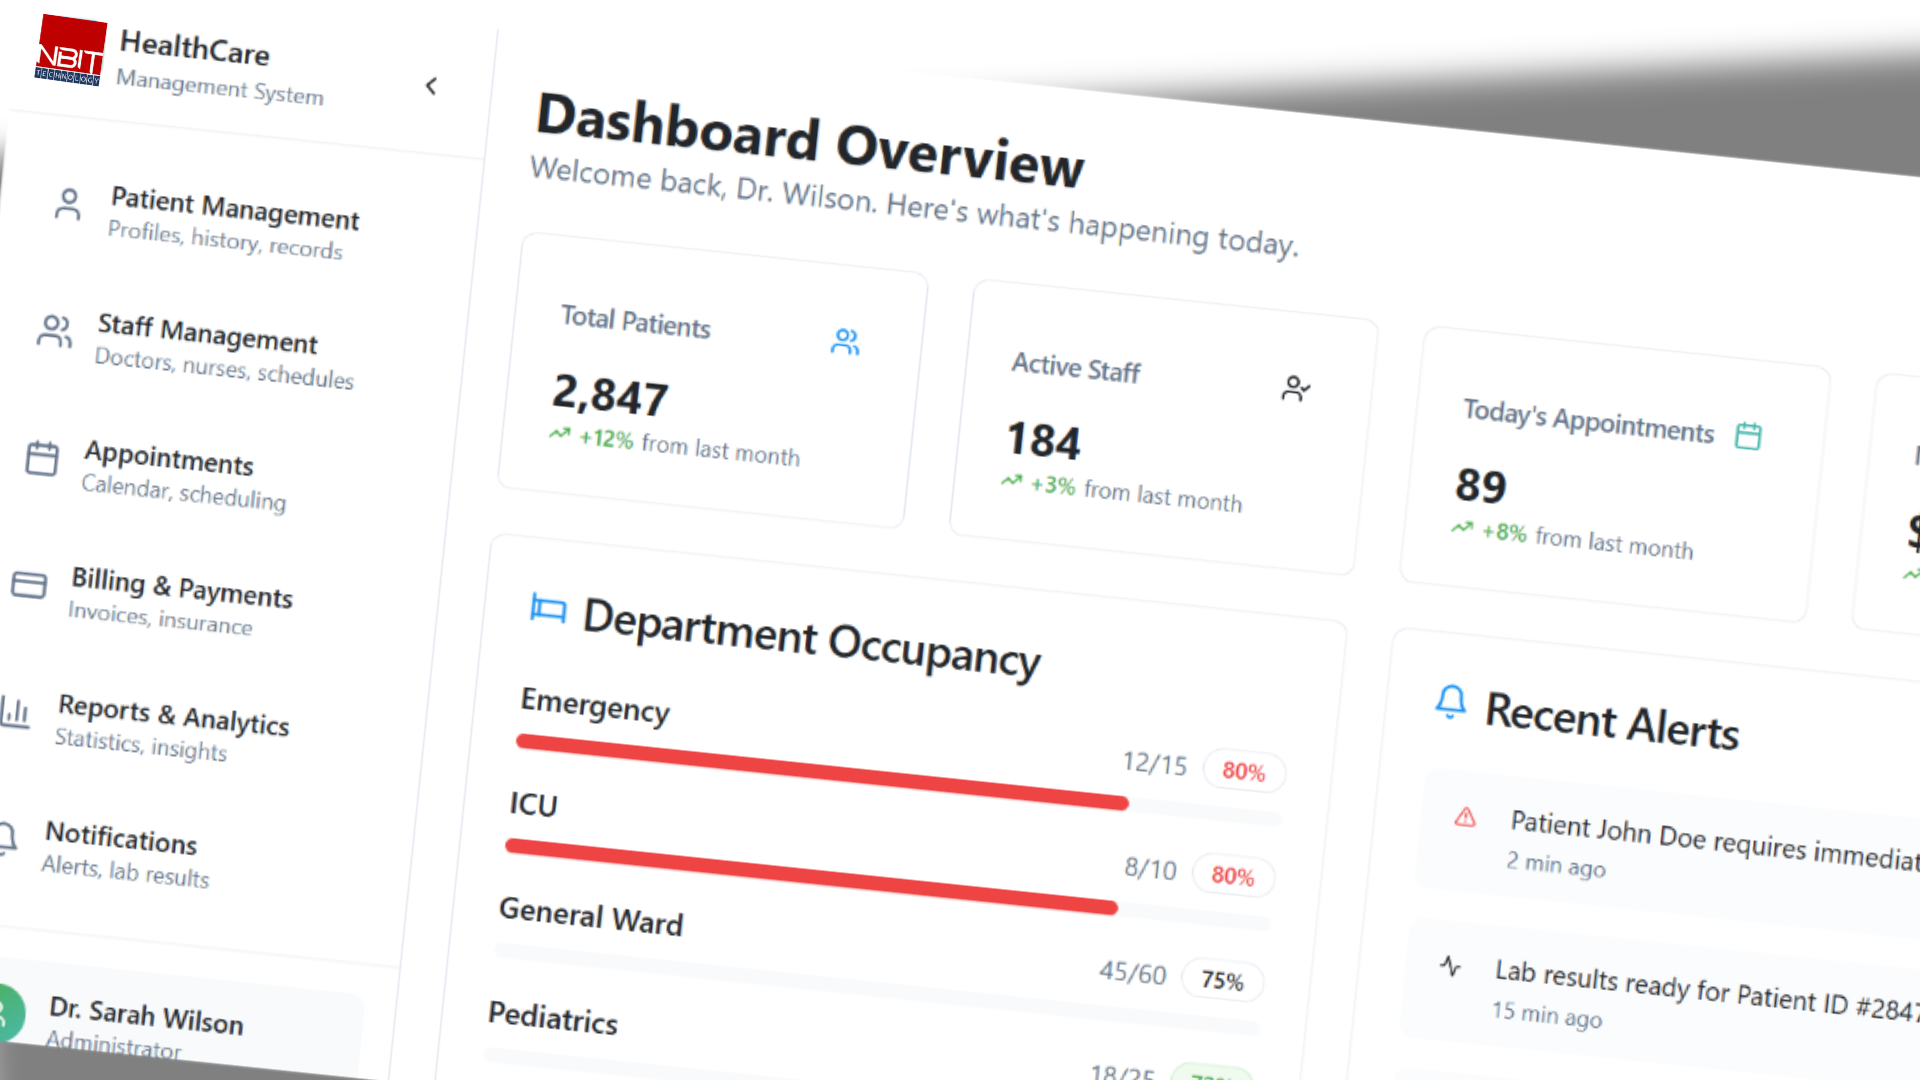 NBIT
TECHNOLOGY
HealthCare
Management System
Patient Management
Profiles, history, records
Staff Management
Doctors, nurses, schedules
Appointments
Calendar, scheduling
Billing & Payments
Invoices, insurance
Reports & Analytics
Statistics, insights
Notifications
Alerts, lab results
Dr. Sarah Wilson
Administrator
Dashboard Overview
Welcome back, Dr. Wilson. Here's what's happening today.
Total Patients
2,847
+12% from last month
Active Staff
184
+3% from last month
Today's Appointments
89
+8% from last month
$
Department Occupancy
Emergency
12/15 80%
ICU
8/10 80%
General Ward
45/60 75%
Pediatrics
18/25
Recent Alerts
Patient John Doe requires
2 min ago
Lab results ready for Patient ID #2847
15 min ago